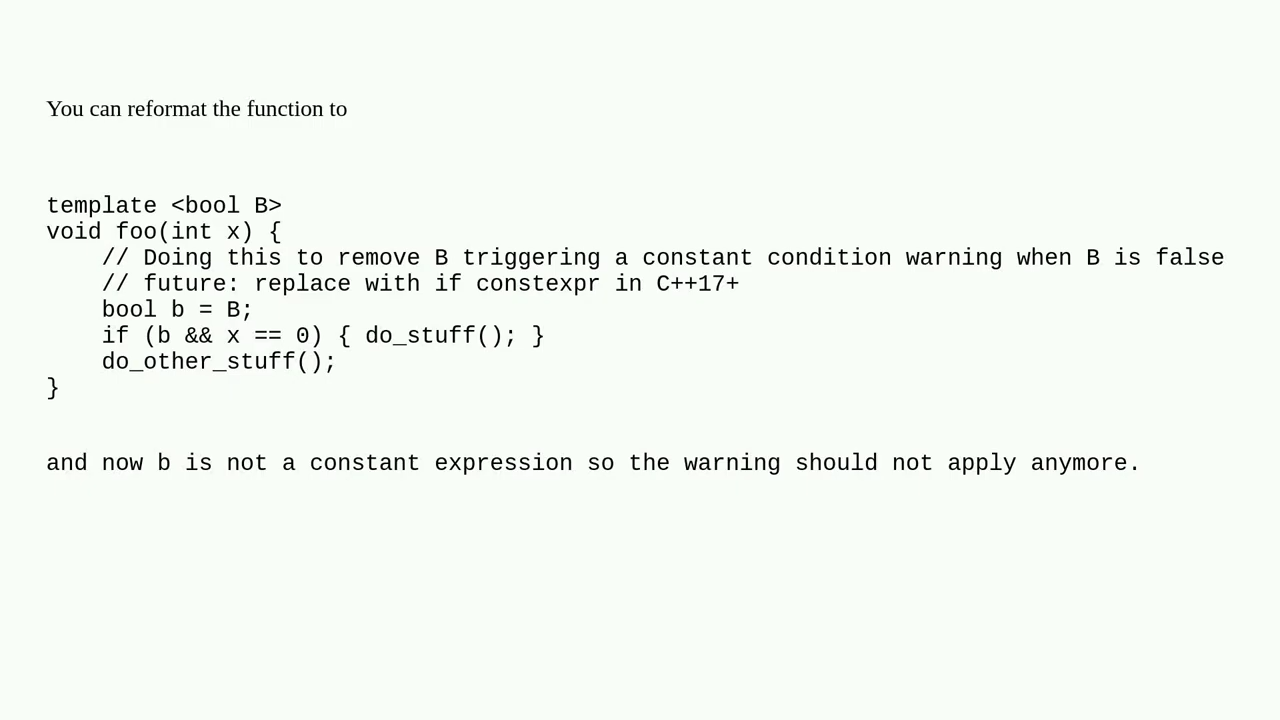 You can reformat the function to
template <bool B>
void foo(int x) {
    // Doing this to remove B triggering a constant condition warning when B is false
    // future: replace with if constexpr in C++17+
    bool b = B;
    if (b && x == 0) { do_stuff(); }
    do_other_stuff();
}
and now b is not a constant expression so the warning should not apply anymore.